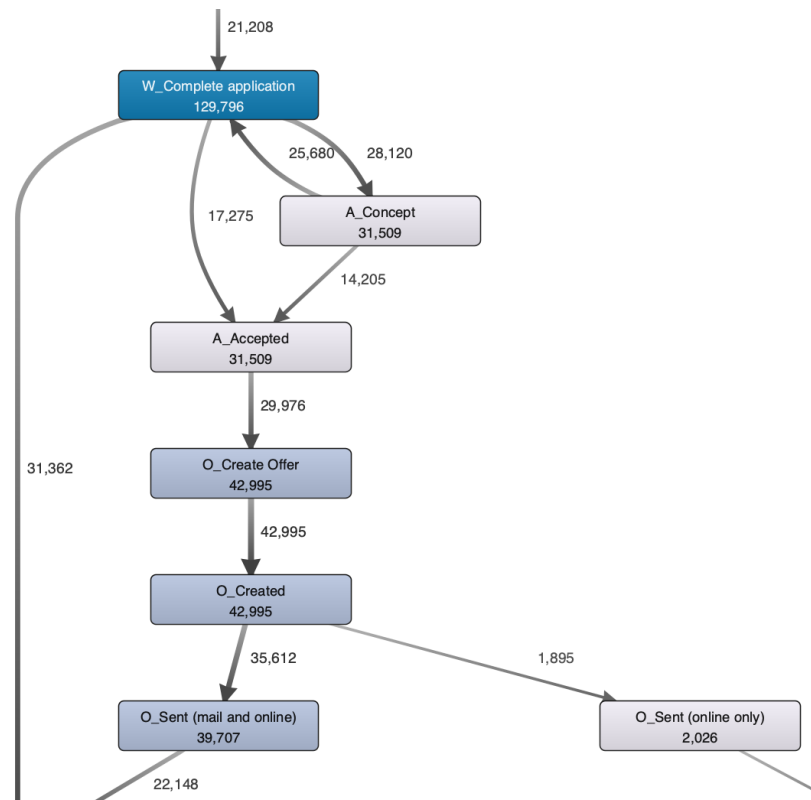 21,208
W_Complete application
129,796
25,680
28,120
A_Concept
31,509
17,275
14,205
A_Accepted
31,509
29,976
O_Create Offer
42,995
31,362
42,995
O_Created
42,995
35,612
1,895
O_Sent (mail and online)
39,707
O_Sent (online only)
2,026
22,148